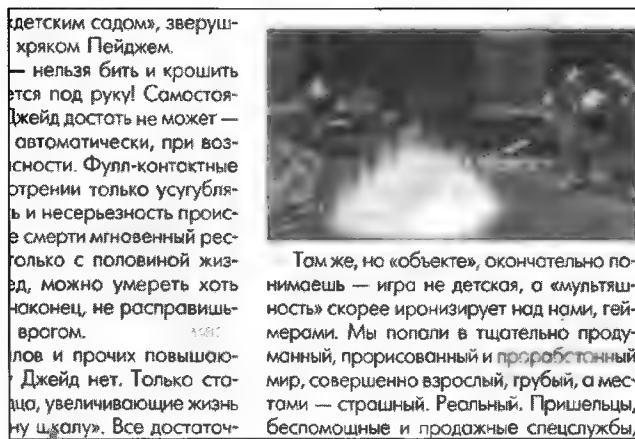 детским садом», зверуш-
хряком Пейджем.
— нельзя бить и крошить
ется под руку! Самостоя-
Джейд достать не может —
автоматически, при воз-
сности. Фулл-контактные
отрении только усугубля-
ь и несерьезность проис-
е смерти мгновенный рес-
только с половиной жиз-
ед, можно умереть хоть
наконец, не расправишь-
врагом.
лов и прочих повышаю-
Джейд нет. Только ста-
увеличивающие жизнь
ну шкалу». Все достаточ-
Там же, на «объекте», окончательно по-
нимаешь — игра не детская, а «мультяш-
ность» скорее иронизирует над нами, гей-
мерами. Мы попали в тщательно проду-
манный, прорисованный и проработанный
мир, совершенно взрослый, грубый, а мес-
тами — страшный. Реальный. Пришельцы,
беспомощные и продажные спецслужбы,